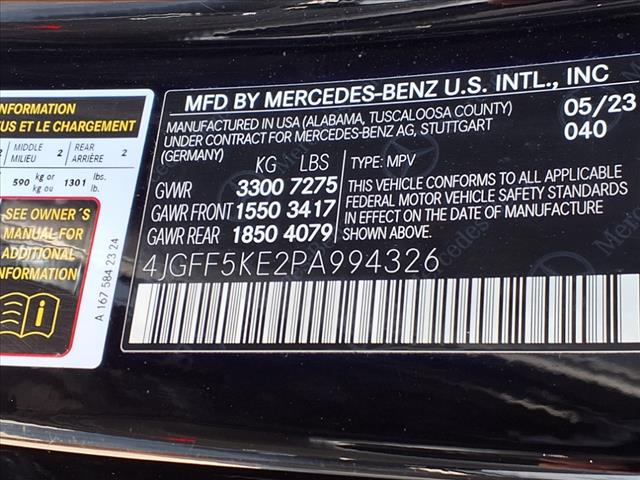 INFORMATION
US ET LE CHARGEMENT
2 MIDDLE MILIEU 2 REAR ARRIÈRE 2
590 kg or kg ou 1301 lbs. lb.
SEE OWNER´S
MANUAL FOR
ADDITIONAL
INFORMATION
A 167 584 23 24
MFD BY MERCEDES-BENZ U.S. INTL., INC
MANUFACTURED IN USA (ALABAMA, TUSCALOOSA COUNTY)
UNDER CONTRACT FOR MERCEDES-BENZ AG, STUTTGART
(GERMANY)
05/23
040
KG LBS
GVWR 3300 7275
GAWR FRONT 1550 3417
GAWR REAR 1850 4079
TYPE: MPV
THIS VEHICLE CONFORMS TO ALL APPLICABLE
FEDERAL MOTOR VEHICLE SAFETY STANDARDS
IN EFFECT ON THE DATE OF MANUFACTURE
SHOWN ABOVE.
4JGFF5KE2PA994326